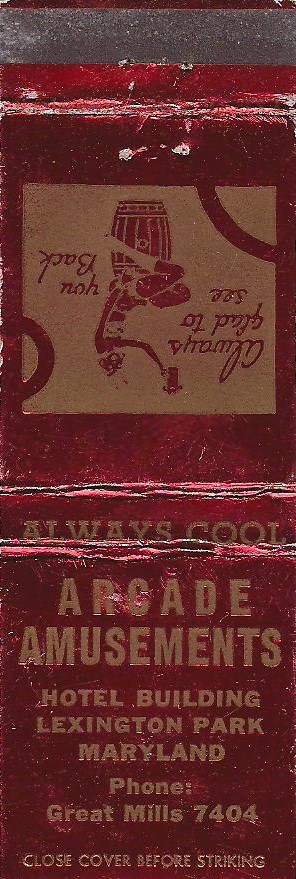 Always
glad to
see
you Back
ALWAYS COOL
ARCADE
AMUSEMENTS
HOTEL BUILDING
LEXINGTON PARK
MARYLAND
Phone:
Great Mills 7404
CLOSE COVER BEFORE STRIKING